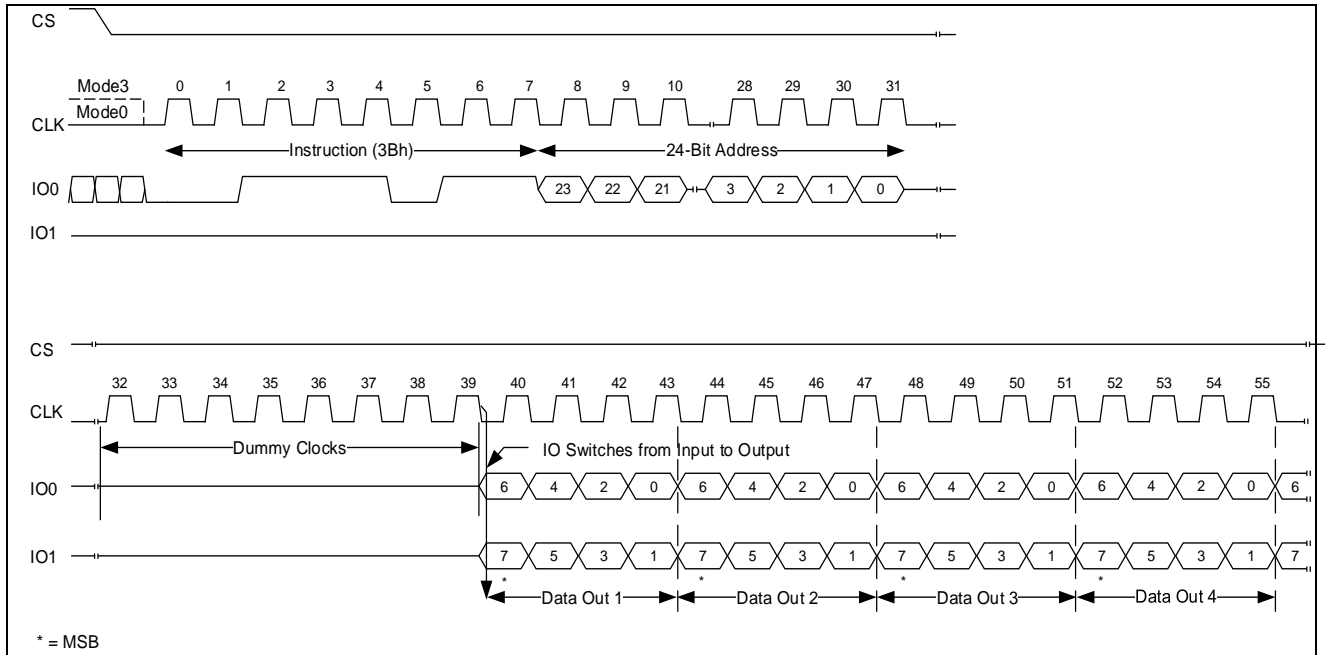 CS
Mode3 0 1 2 3 4 5 6 7 8 9 10 28 29 30 31
Mode0
CLK
Instruction (3Bh) 24-Bit Address
IO0 23 22 21 3 2 1 0
IO1
CS
32 33 34 35 36 37 38 39 40 41 42 43 44 45 46 47 48 49 50 51 52 53 54 55
CLK
Dummy Clocks IO Switches from Input to Output
IO0 6 4 2 0 6 4 2 0 6 4 2 0 6 4 2 0 6
IO1 7 5 3 1 7 5 3 1 7 5 3 1 7 5 3 1 7
* * * *
Data Out 1 Data Out 2 Data Out 3 Data Out 4
* = MSB